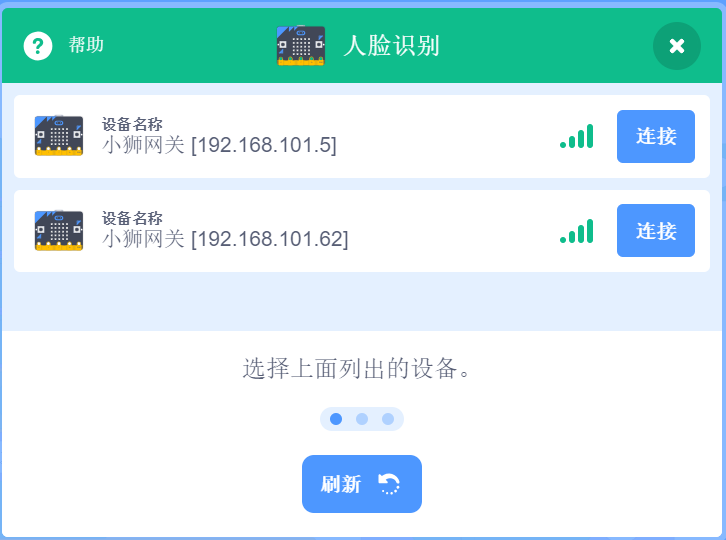 帮助
人脸识别
设备名称
小狮网关 [192.168.101.5]
连接
设备名称
小狮网关 [192.168.101.62]
连接
选择上面列出的设备。
刷新